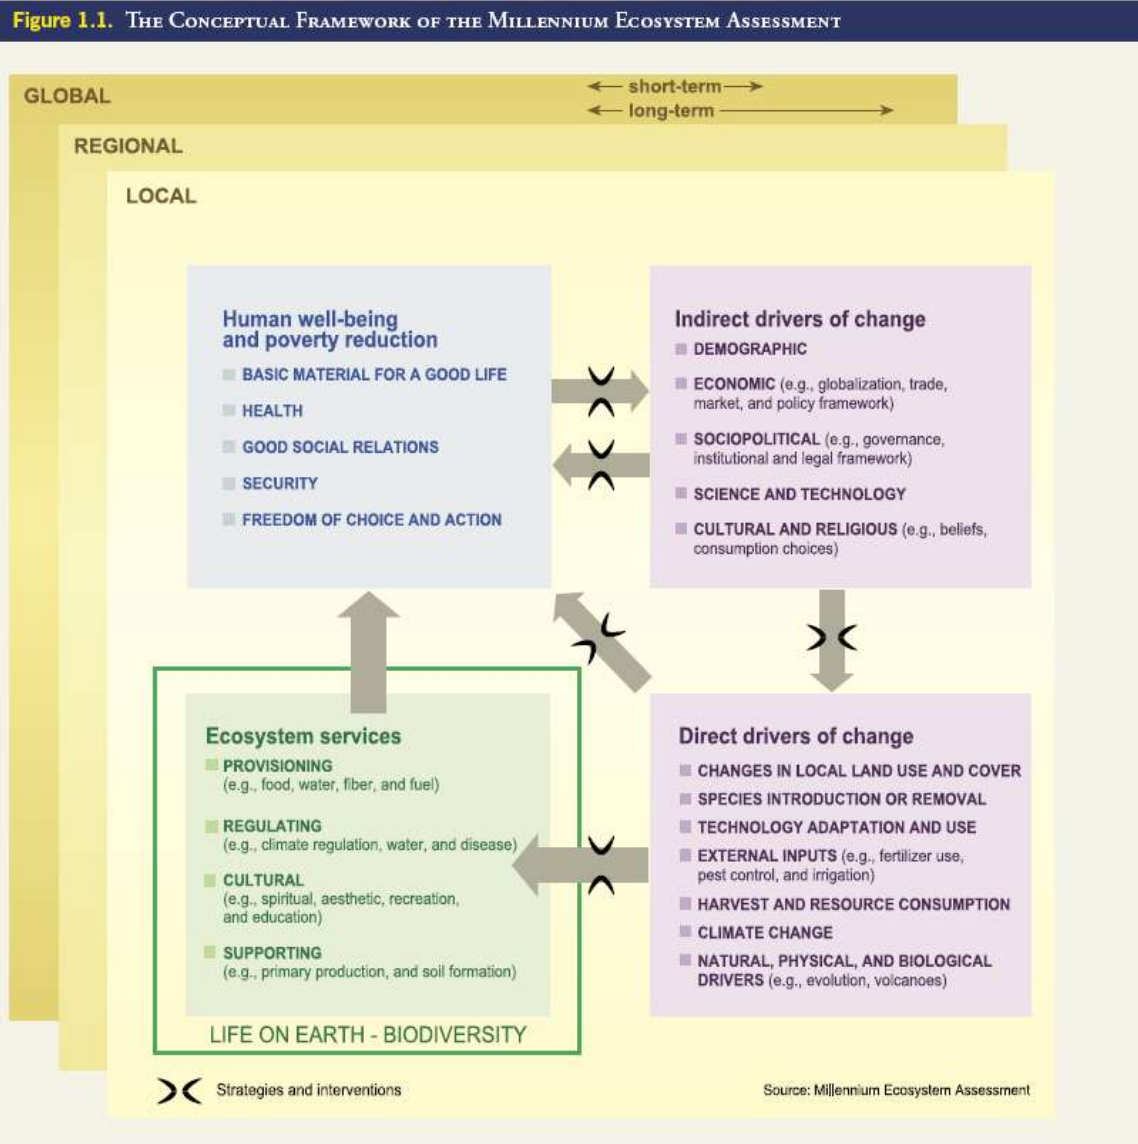 Figure 1.1. THE CONCEPTUAL FRAMEWORK OF THE MILLENNIUM ECOSYSTEM ASSESSMENT
GLOBAL
short-term
long-term
REGIONAL
LOCAL
Human well-being
and poverty reduction
BASIC MATERIAL FOR A GOOD LIFE
HEALTH
GOOD SOCIAL RELATIONS
SECURITY
FREEDOM OF CHOICE AND ACTION
Indirect drivers of change
DEMOGRAPHIC
ECONOMIC (e.g., globalization, trade,
market, and policy framework)
SOCIOPOLITICAL (e.g., governance,
institutional and legal framework)
SCIENCE AND TECHNOLOGY
CULTURAL AND RELIGIOUS (e.g., beliefs,
consumption choices)
Ecosystem services
PROVISIONING
(e.g., food, water, fiber, and fuel)
REGULATING
(e.g., climate regulation, water, and disease)
CULTURAL
(e.g., spiritual, aesthetic, recreation,
and education)
SUPPORTING
(e.g., primary production, and soil formation)
LIFE ON EARTH - BIODIVERSITY
Direct drivers of change
CHANGES IN LOCAL LAND USE AND COVER
SPECIES INTRODUCTION OR REMOVAL
TECHNOLOGY ADAPTATION AND USE
EXTERNAL INPUTS (e.g., fertilizer use,
pest control, and irrigation)
HARVEST AND RESOURCE CONSUMPTION
CLIMATE CHANGE
NATURAL, PHYSICAL, AND BIOLOGICAL
DRIVERS (e.g., evolution, volcanoes)
Strategies and interventions
Source: Millennium Ecosystem Assessment